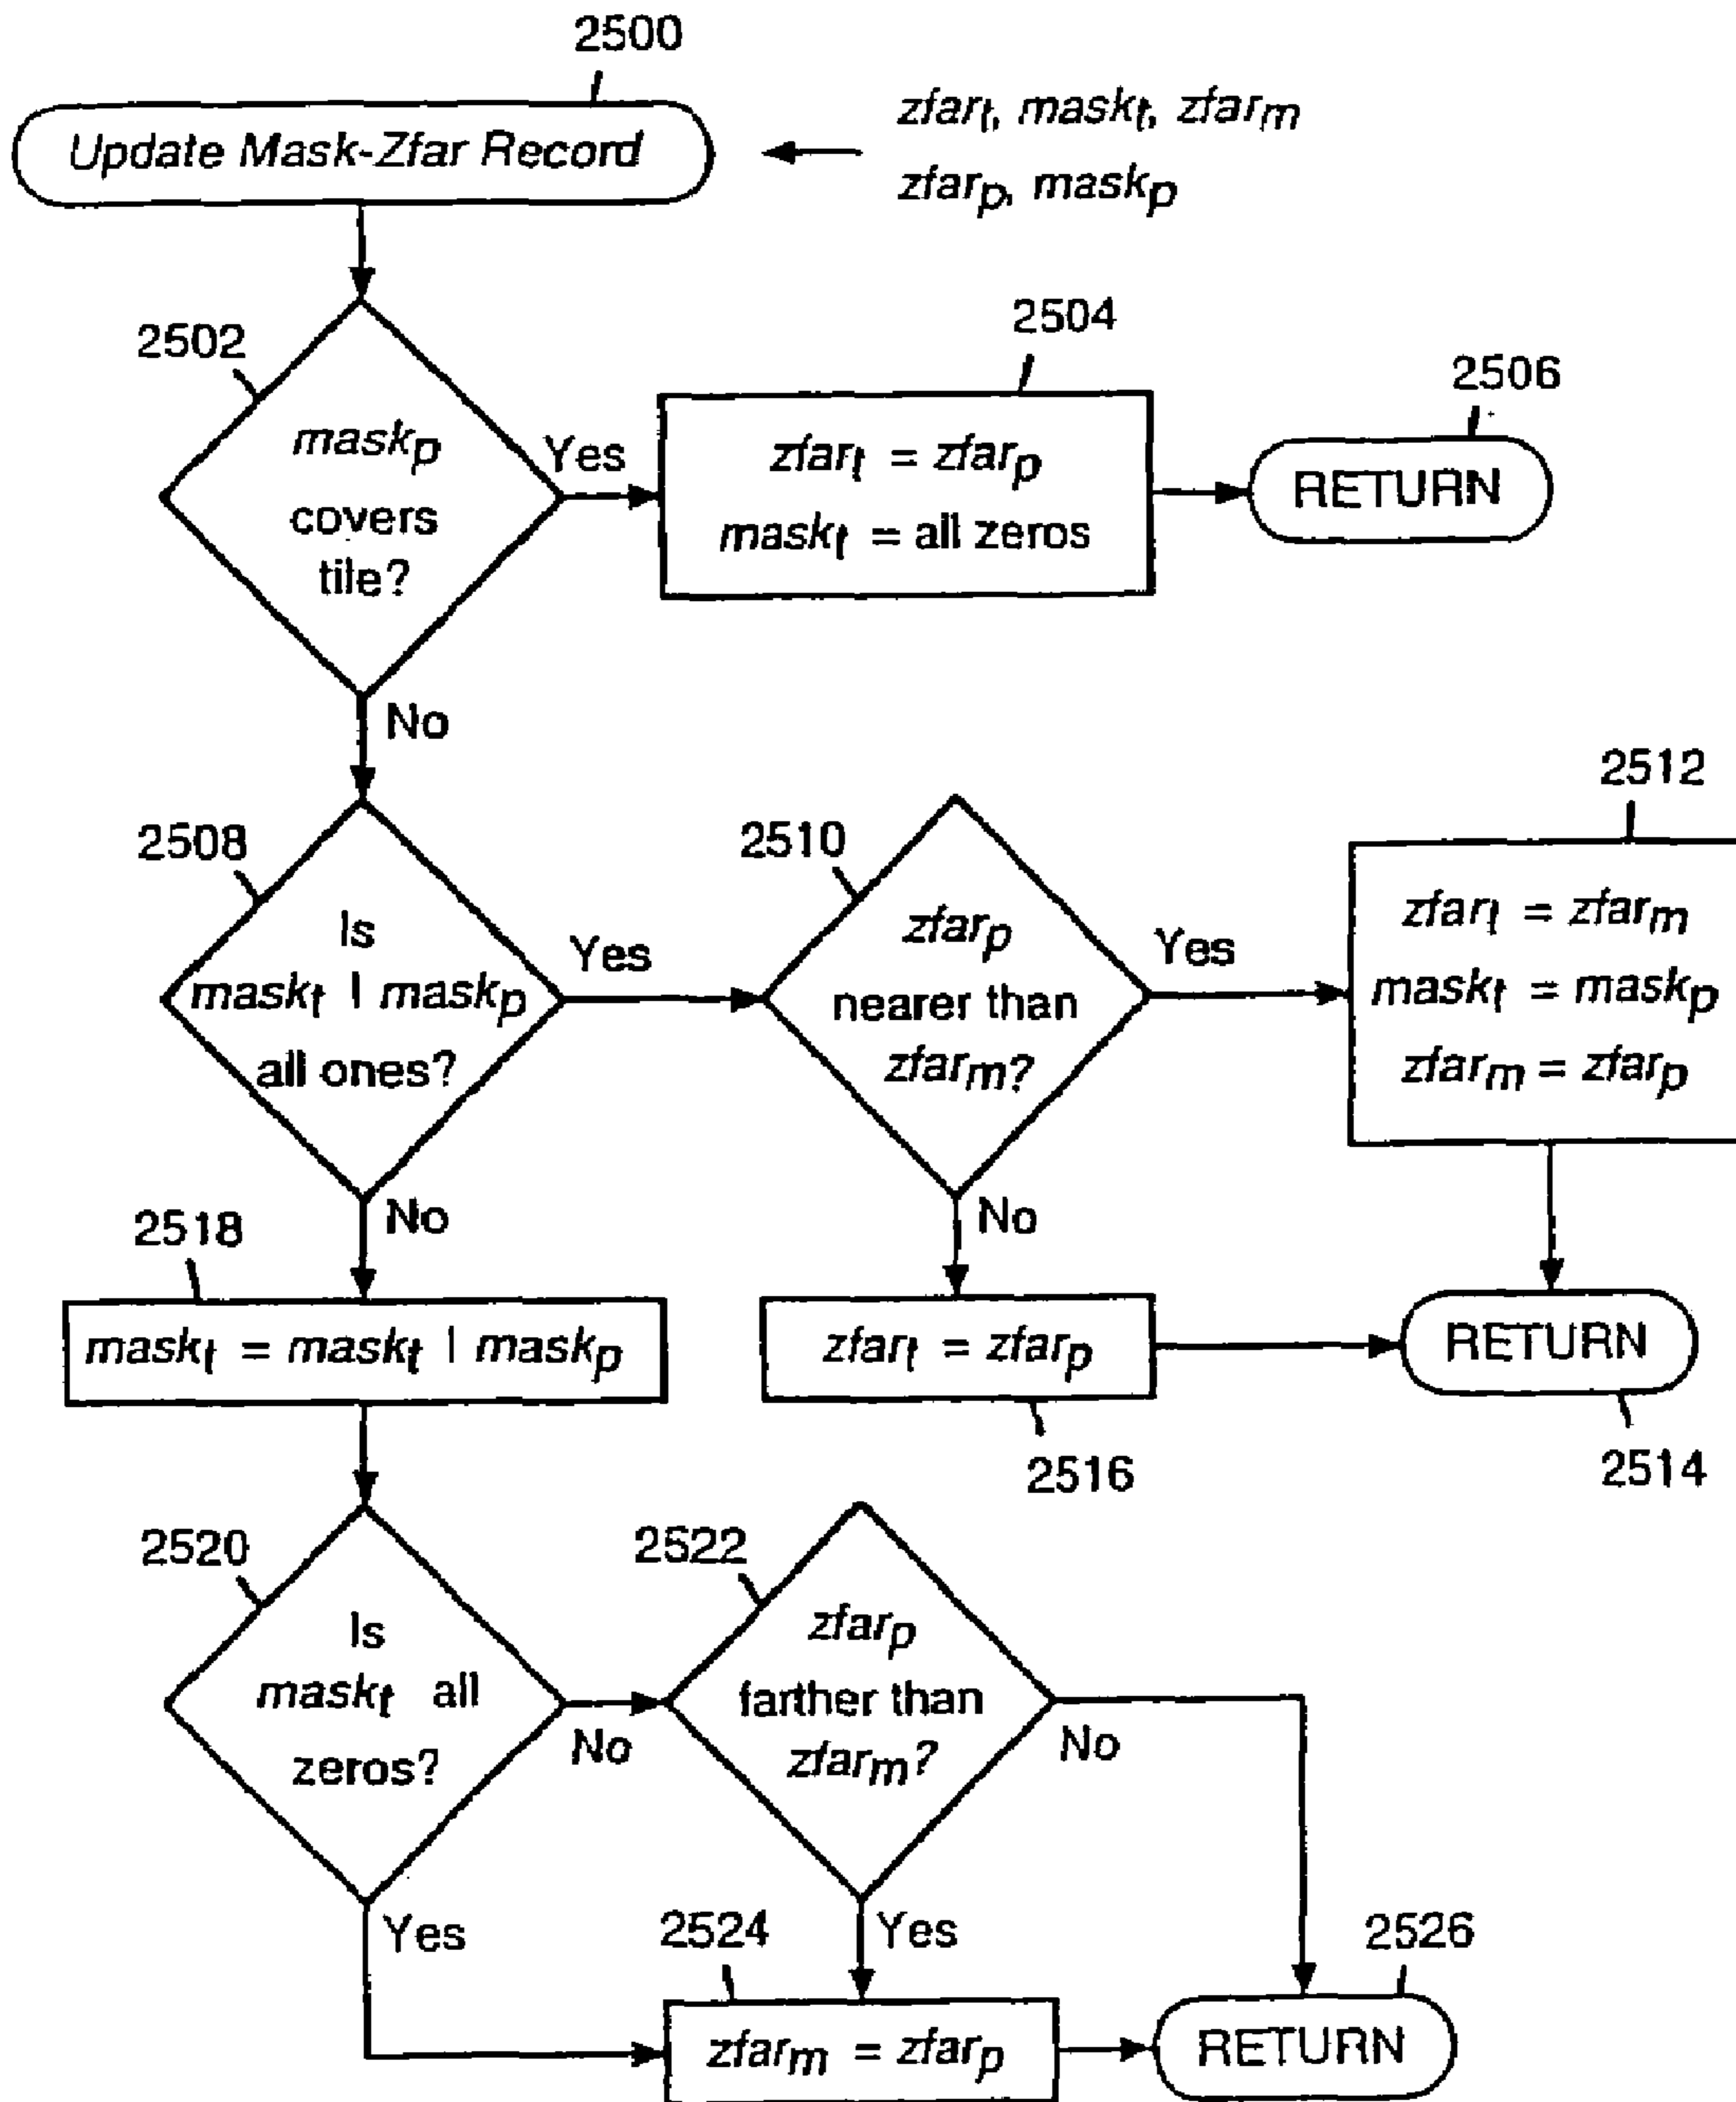 2500
Update Mask-Zfar Record
zfart, maskt, zfarm
zfarp, maskp
2502
maskp
covers
tile?
Yes
No
2504
zfart = zfarp
maskt = all zeros
2506
RETURN
2508
Is
maskt | maskp
all ones?
Yes
No
2510
zfarp
nearer than
zfarm?
Yes
No
2512
zfart = zfarm
maskt = maskp
zfarm = zfarp
2518
maskt = maskt | maskp
zfart = zfarp
2516
RETURN
2514
2520
Is
maskt all
zeros?
No
Yes
2522
zfarp
farther than
zfarm?
No
Yes
2524
zfarm = zfarp
2526
RETURN